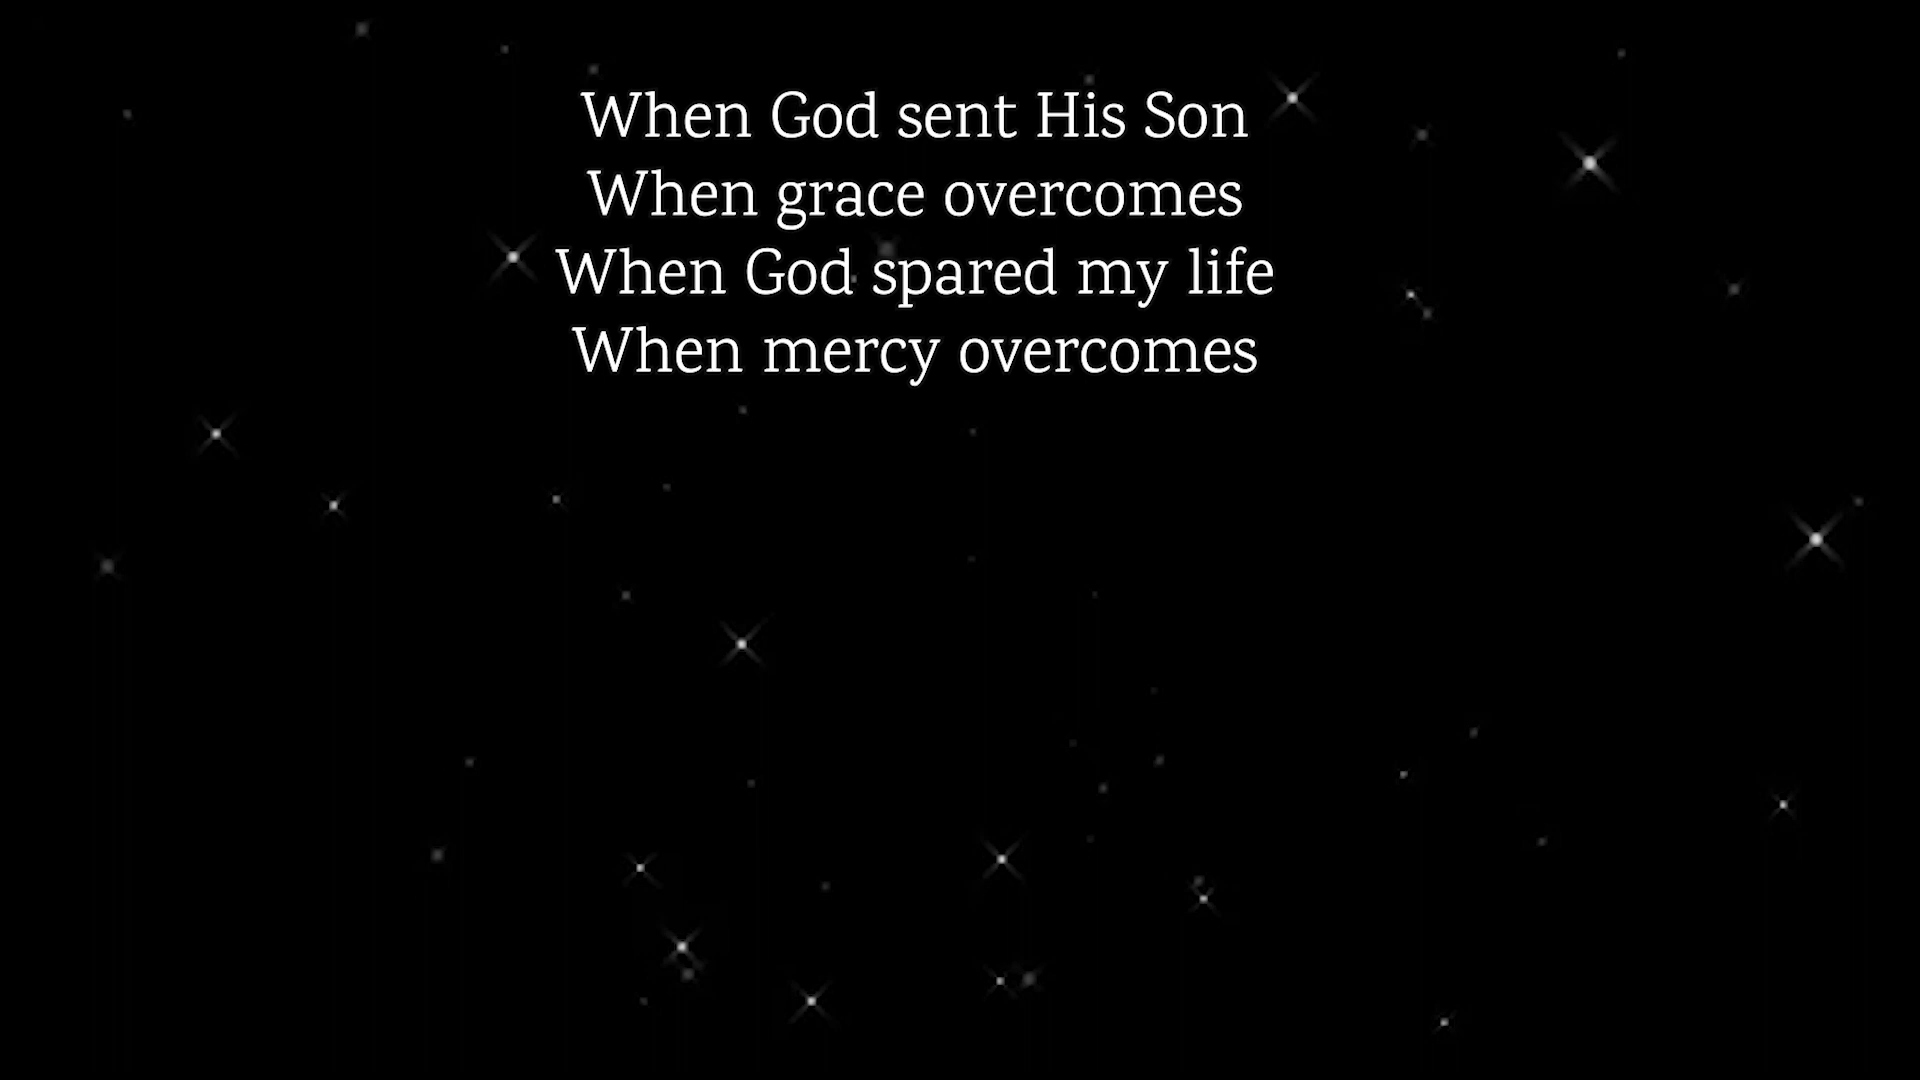 When God sent His Son
When grace overcomes
When God spared my life
When mercy overcomes